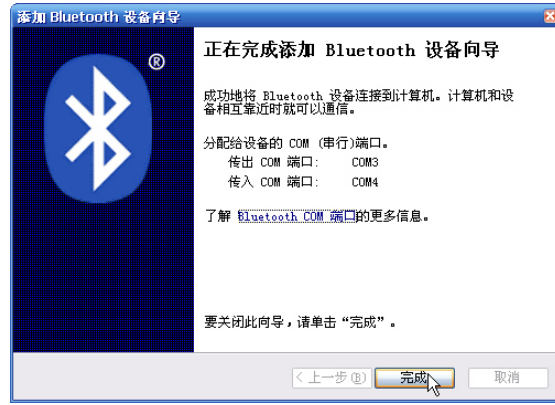 添加 Bluetooth 设备向导
®
正在完成添加 Bluetooth 设备向导
成功地将 Bluetooth 设备连接到计算机。计算机和设
备相互靠近时就可以通信。
分配给设备的 COM (串行)端口。
传出 COM 端口: COM3
传入 COM 端口: COM4
了解 Bluetooth COM 端口的更多信息。
要关闭此向导，请单击“完成”。
<上一步(B) 完成 取消